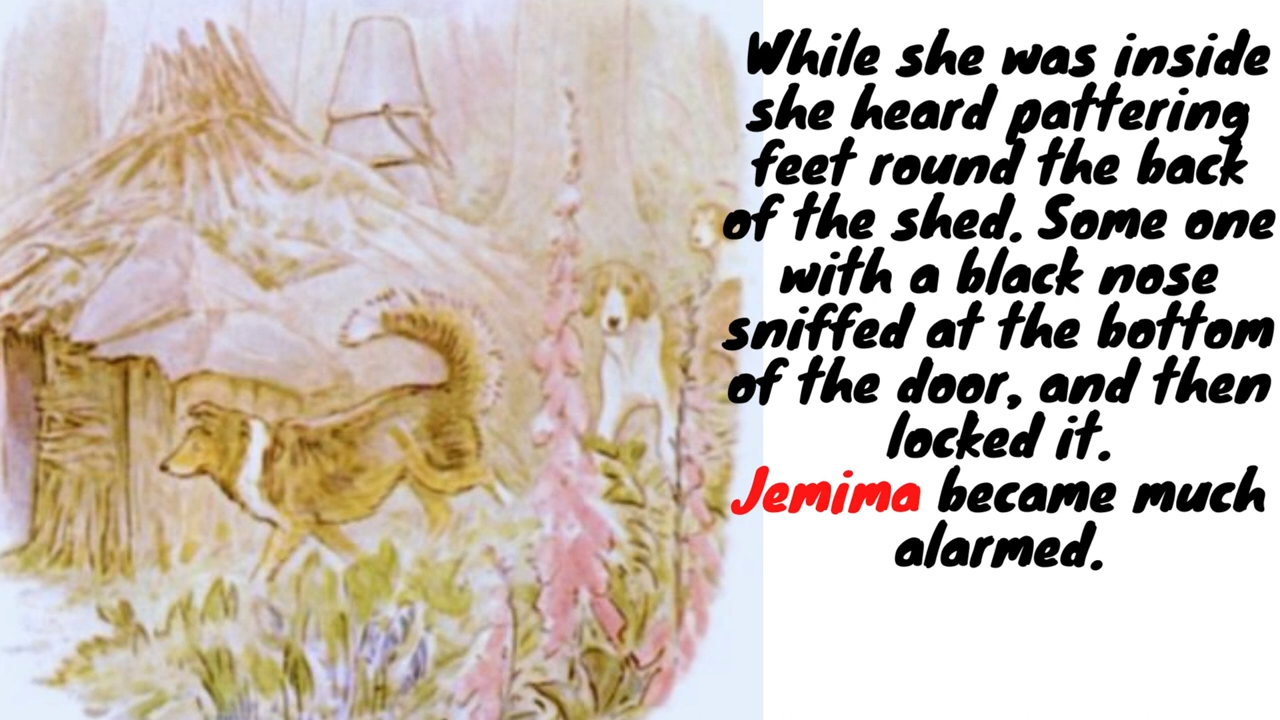 While she was inside
she heard pattering
feet round the back
of the shed. Some one
with a black nose
sniffed at the bottom
of the door, and then
locked it.
Jemima became much
alarmed.